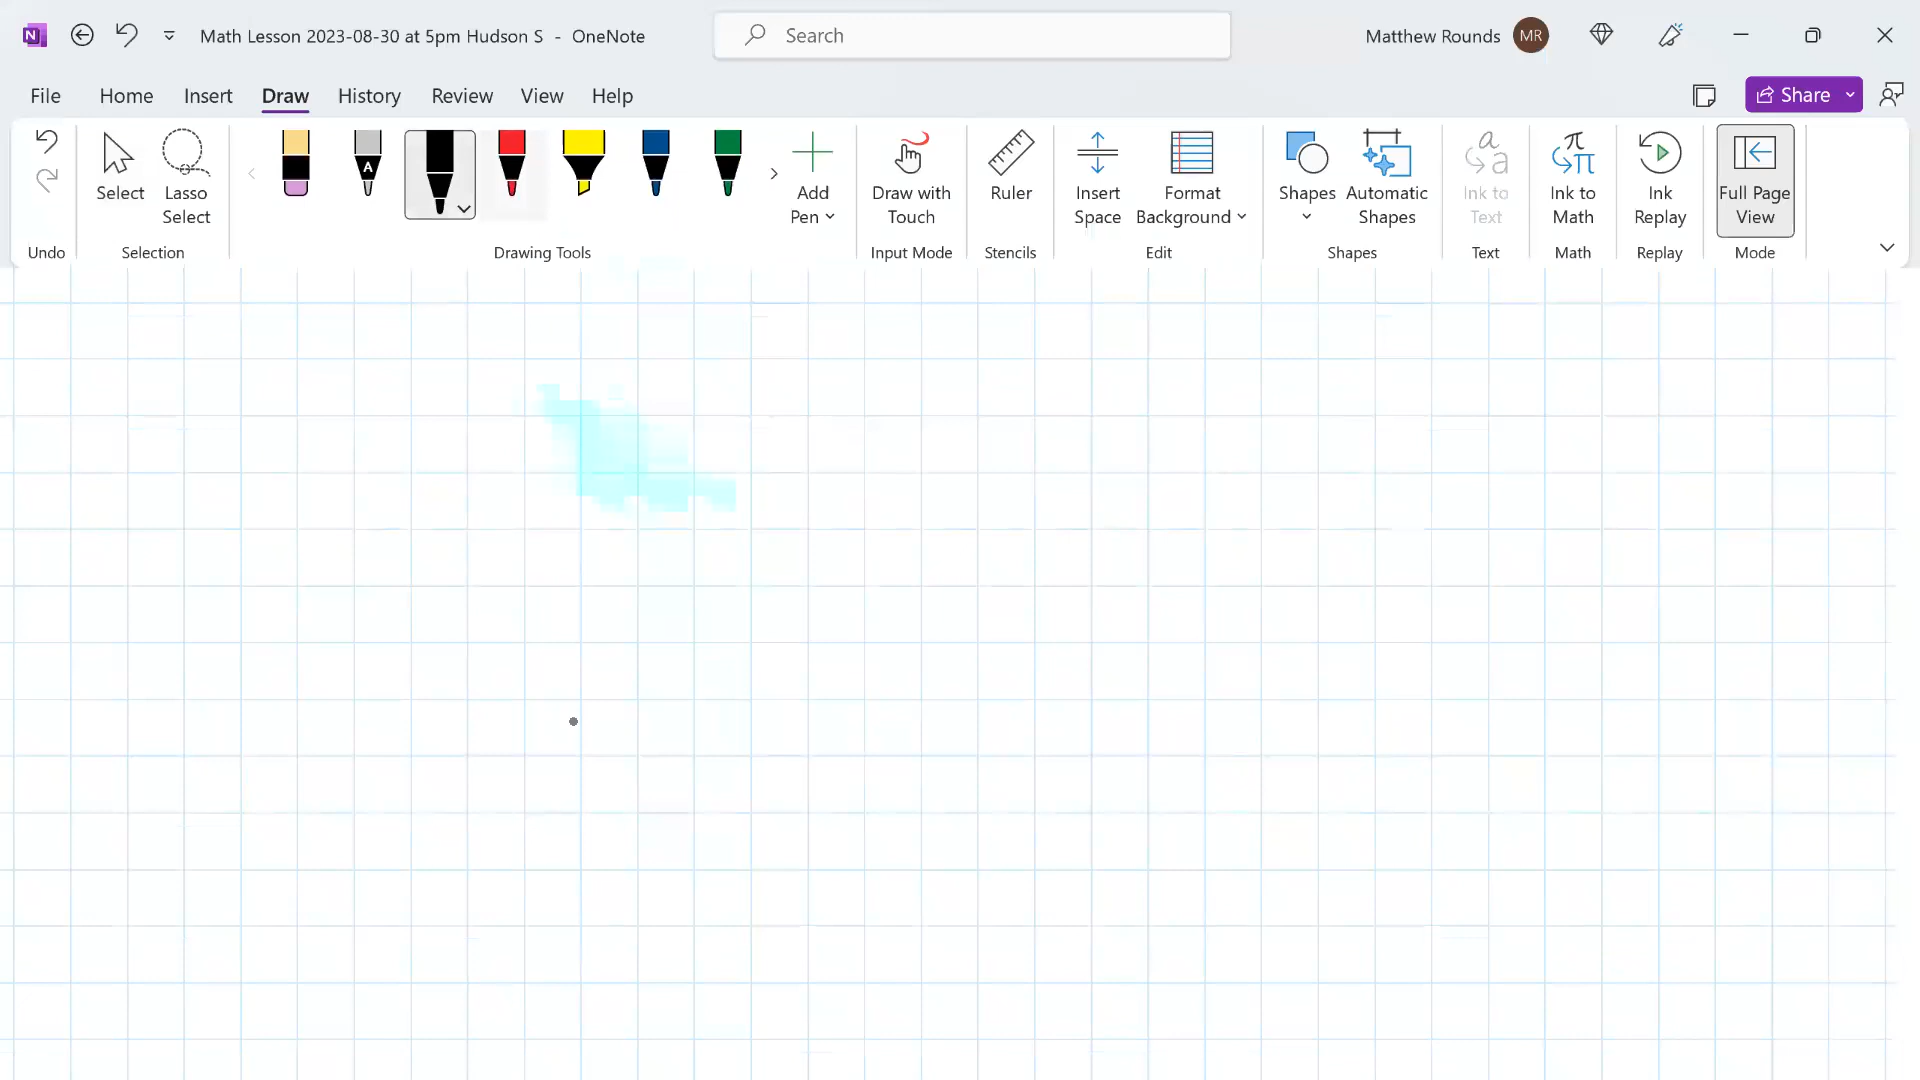 Math Lesson 2023-08-30 at 5pm Hudson S - OneNote
Search
Matthew Rounds MR
File Home Insert Draw History Review View Help
Share
Select
Lasso Select
A
Add Pen
Draw with Touch
Ruler
Insert Space
Format Background
Shapes
Automatic Shapes
Ink to Text
Ink to Math
Ink Replay
Full Page View
Undo Selection Drawing Tools Input Mode Stencils Edit Shapes Text Math Replay Mode